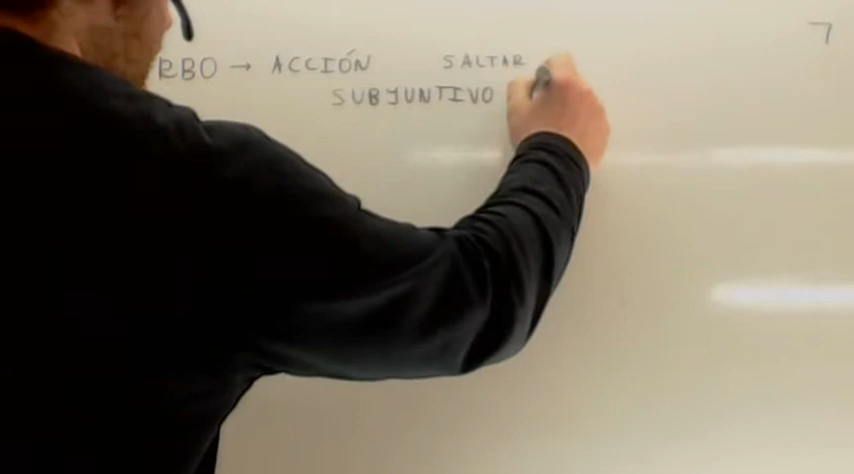 RBO → ACCIÓN SALTAR
SUBJUNTIVO
7